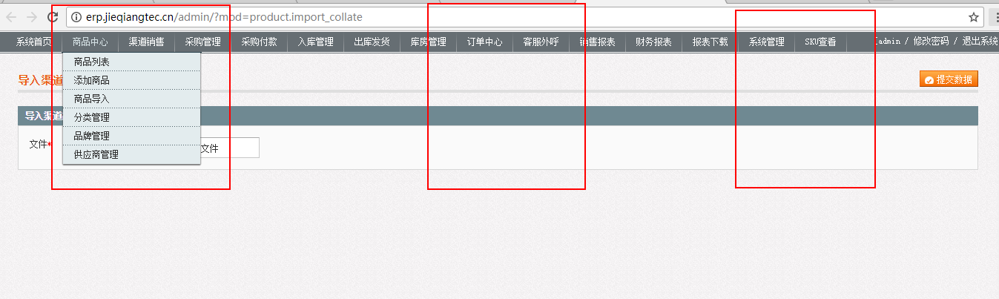 erp.jieqiangtec.cn/admin/?mod=product.import_collate
系统首页 商品中心 渠道销售 采购管理 采购付款 入库管理 出库发货 库房管理 订单中心 客服外呼 销售报表 财务报表 报表下载 系统管理 SKU查看 admin / 修改密码 / 退出系统
商品列表
导入渠道 添加商品 提交数据
商品导入
导入渠道 分类管理
文件* 品牌管理 文件
供应商管理